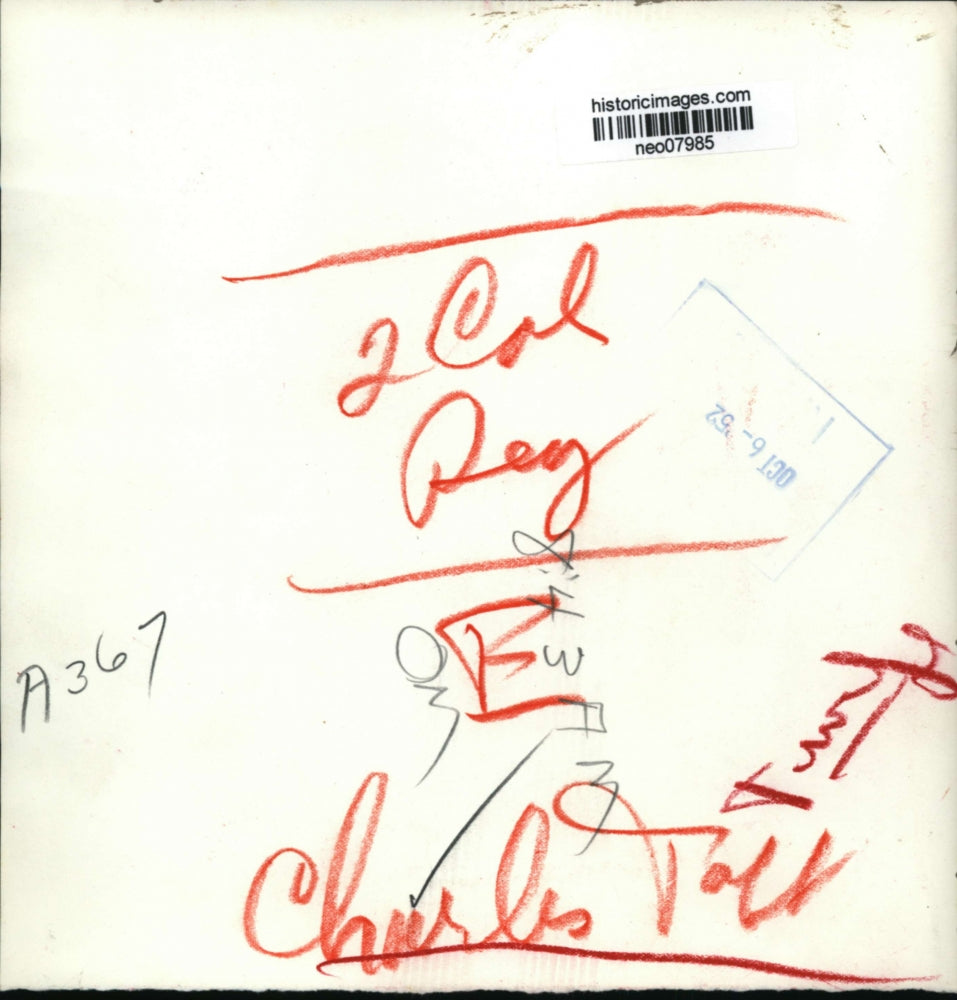 historicimages.com
neo07985
2 Col
Reg
OCT 6 - '52
E
A367
Charles Taft